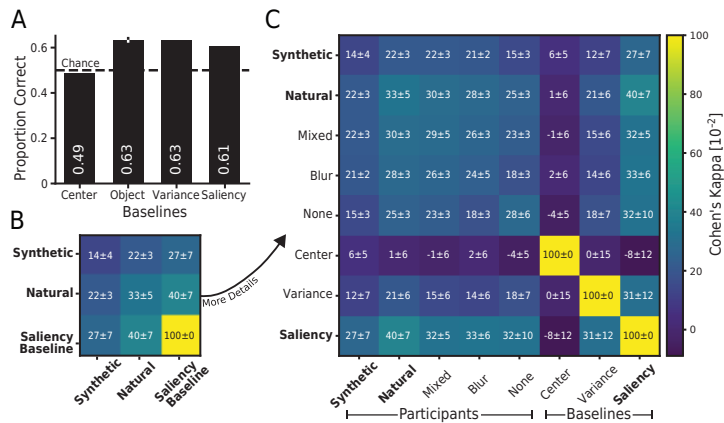 A
Proportion Correct
0.6
0.4
0.2
0
Chance
0.49
0.63
0.63
0.61
Center Object Variance Saliency
Baselines
B
Synthetic 14±4 22±3 27±7
Natural 22±3 33±5 40±7
Saliency Baseline 27±7 40±7 100±0
Synthetic Natural Saliency Baseline
More Details
C
Synthetic 14±4 22±3 22±3 21±2 15±3 6±5 12±7 27±7
Natural 22±3 33±5 30±3 28±3 25±3 1±6 21±6 40±7
Mixed 22±3 30±3 29±5 26±3 23±3 -1±6 15±6 32±5
Blur 21±2 28±3 26±3 24±5 18±3 2±6 14±6 33±6
None 15±3 25±3 23±3 18±3 28±6 -4±5 18±7 32±10
Center 6±5 1±6 -1±6 2±6 -4±5 100±0 0±15 -8±12
Variance 12±7 21±6 15±6 14±6 18±7 0±15 100±0 31±12
Saliency 27±7 40±7 32±5 33±6 32±10 -8±12 31±12 100±0
Synthetic Natural Mixed Blur None Center Variance Saliency
Participants Baselines
100
80
60
40
20
0
Cohen's Kappa [10⁻²]